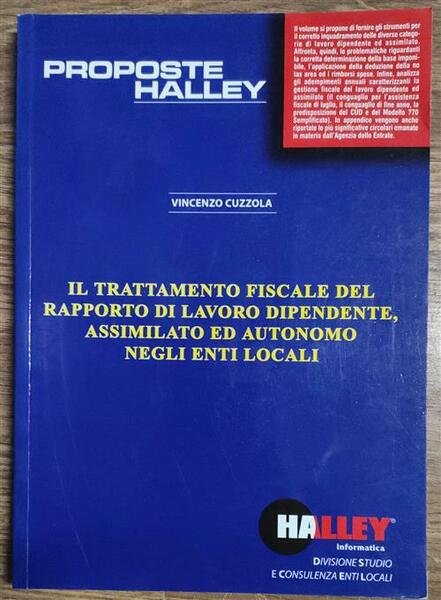 Il volume si propone di fornire gli strumenti per
il corretto inquadramento delle diverse catego-
rie di lavoro dipendente ed assimilato.
Affronta, quindi, le problematiche riguardanti
la corretta determinazione della base imponi-
bile, l'applicazione della deduzione della no
tax area ed i rimborsi spese. Infine, analizza
gli adempimenti annuali caratterizzanti la
gestione fiscale del lavoro dipendente ed
assimilato (il conguaglio per l'assistenza
fiscale di luglio, il conguaglio di fine anno, la
predisposizione del CUD e del Modello 770
Semplificato). In appendice vengono anche
riportate le più significative circolari emanate
in materia dall'Agenzia delle Entrate.
PROPOSTE
HALLEY
VINCENZO CUZZOLA
IL TRATTAMENTO FISCALE DEL
RAPPORTO DI LAVORO DIPENDENTE,
ASSIMILATO ED AUTONOMO
NEGLI ENTI LOCALI
HALLEY®
Informatica
DIVISIONE STUDIO
E CONSULENZA ENTI LOCALI